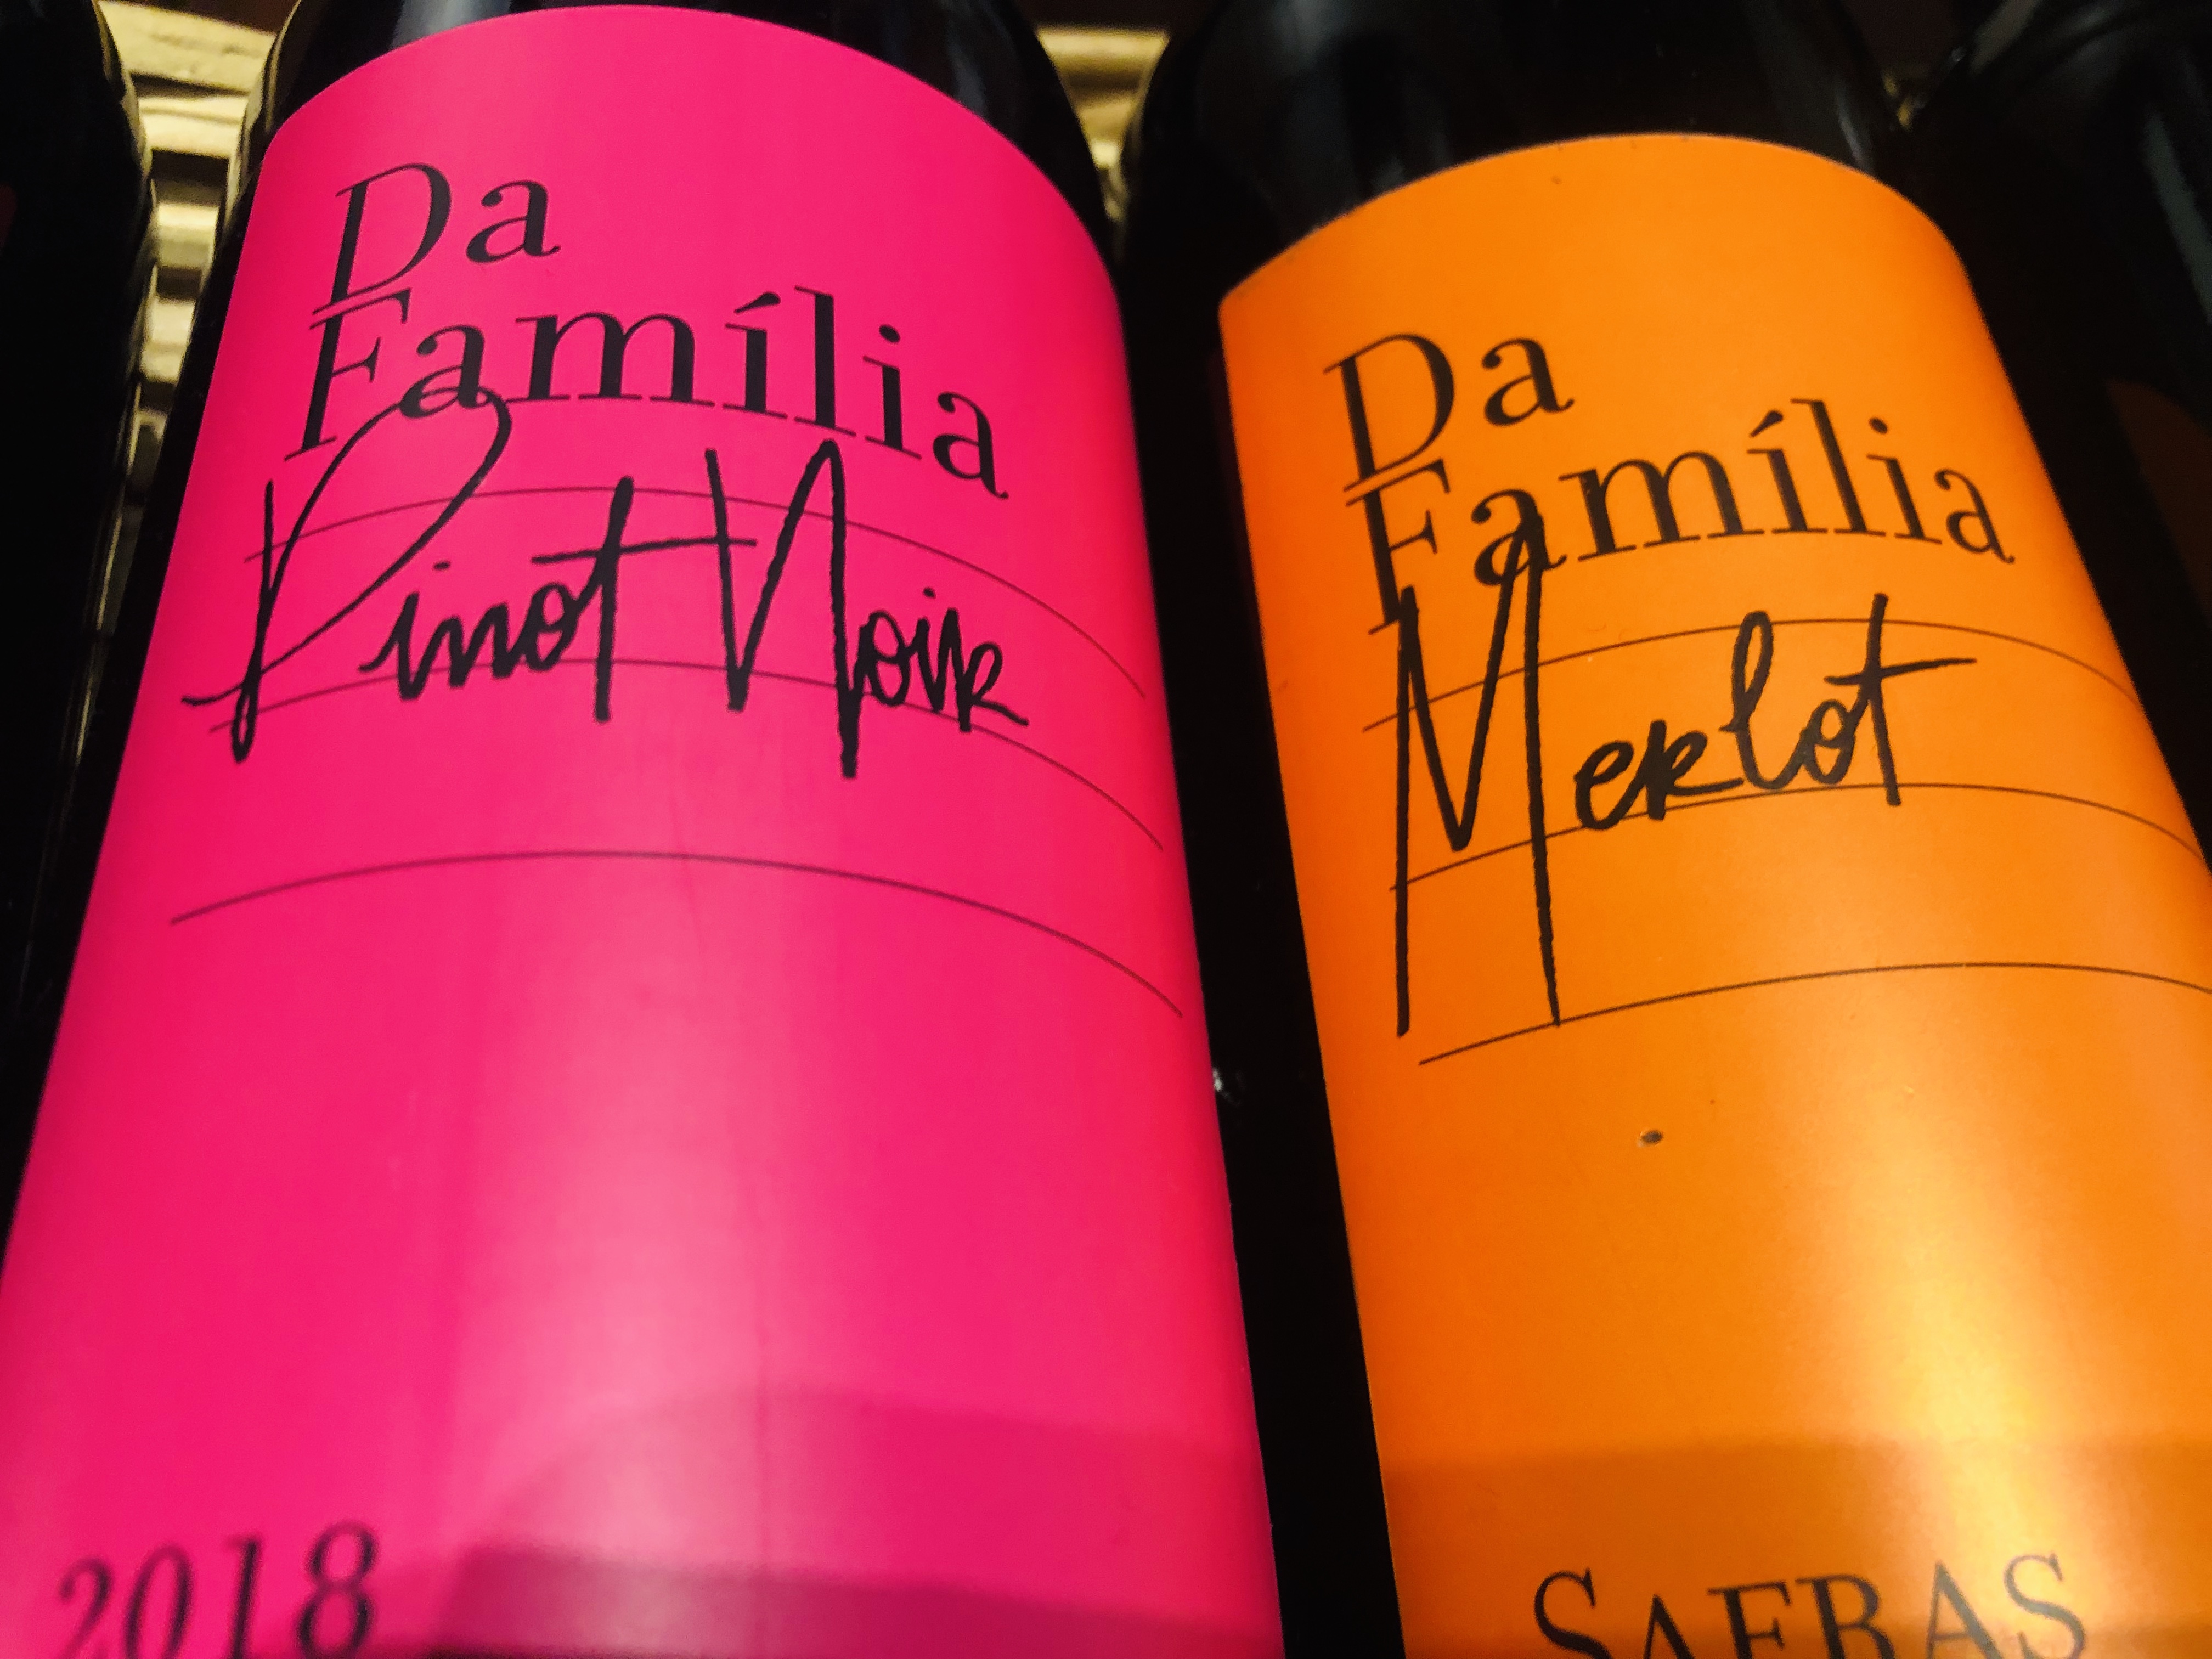 Da
Família
Pinot Noir
2018
Da
Família
Merlot
SAFRAS